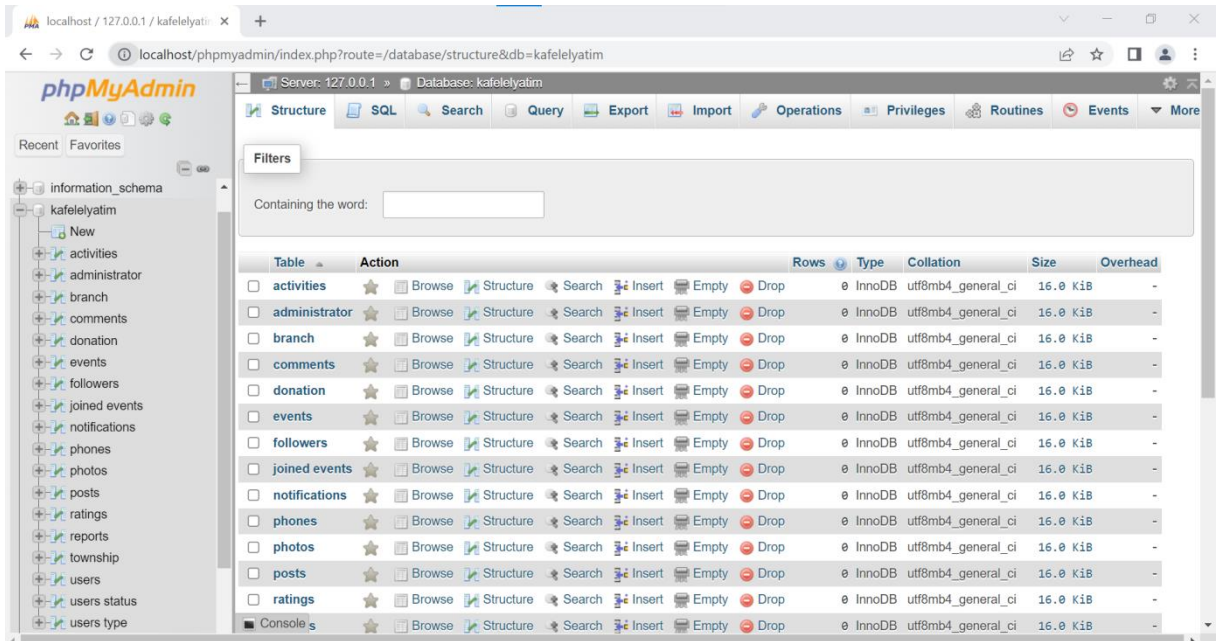 localhost / 127.0.0.1 / kafelelyatim
localhost/phpmyadmin/index.php?route=/database/structure&db=kafelelyatim
phpMyAdmin
Recent Favorites
information_schema
kafelelyatim
New
activities
administrator
branch
comments
donation
events
followers
joined events
notifications
phones
photos
posts
ratings
reports
township
users
users status
users type
Server: 127.0.0.1 » Database: kafelelyatim
Structure SQL Search Query Export Import Operations Privileges Routines Events More
Filters
Containing the word:
Table Action Rows Type Collation Size Overhead
activities Browse Structure Search Insert Empty Drop 0 InnoDB utf8mb4_general_ci 16.0 KiB -
administrator Browse Structure Search Insert Empty Drop 0 InnoDB utf8mb4_general_ci 16.0 KiB -
branch Browse Structure Search Insert Empty Drop 0 InnoDB utf8mb4_general_ci 16.0 KiB -
comments Browse Structure Search Insert Empty Drop 0 InnoDB utf8mb4_general_ci 16.0 KiB -
donation Browse Structure Search Insert Empty Drop 0 InnoDB utf8mb4_general_ci 16.0 KiB -
events Browse Structure Search Insert Empty Drop 0 InnoDB utf8mb4_general_ci 16.0 KiB -
followers Browse Structure Search Insert Empty Drop 0 InnoDB utf8mb4_general_ci 16.0 KiB -
joined events Browse Structure Search Insert Empty Drop 0 InnoDB utf8mb4_general_ci 16.0 KiB -
notifications Browse Structure Search Insert Empty Drop 0 InnoDB utf8mb4_general_ci 16.0 KiB -
phones Browse Structure Search Insert Empty Drop 0 InnoDB utf8mb4_general_ci 16.0 KiB -
photos Browse Structure Search Insert Empty Drop 0 InnoDB utf8mb4_general_ci 16.0 KiB -
posts Browse Structure Search Insert Empty Drop 0 InnoDB utf8mb4_general_ci 16.0 KiB -
ratings Browse Structure Search Insert Empty Drop 0 InnoDB utf8mb4_general_ci 16.0 KiB -
Console s Browse Structure Search Insert Empty Drop 0 InnoDB utf8mb4_general_ci 16.0 KiB -